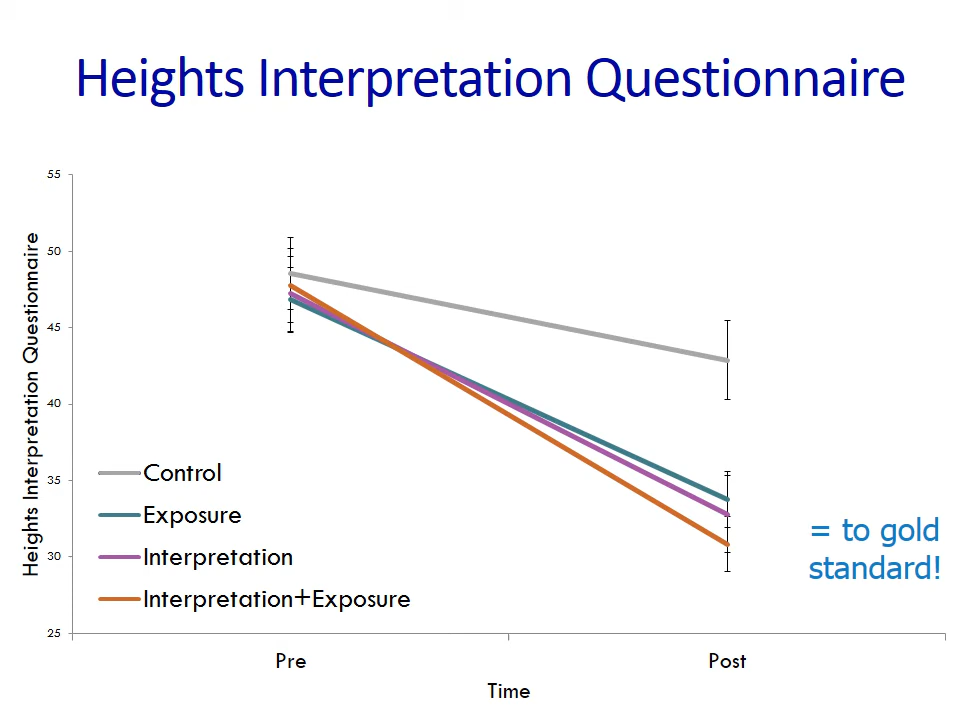 Heights Interpretation Questionnaire
Heights Interpretation Questionnaire
55
50
45
40
35
30
25
Control
Exposure
Interpretation
Interpretation+Exposure
= to gold
standard!
Pre
Post
Time